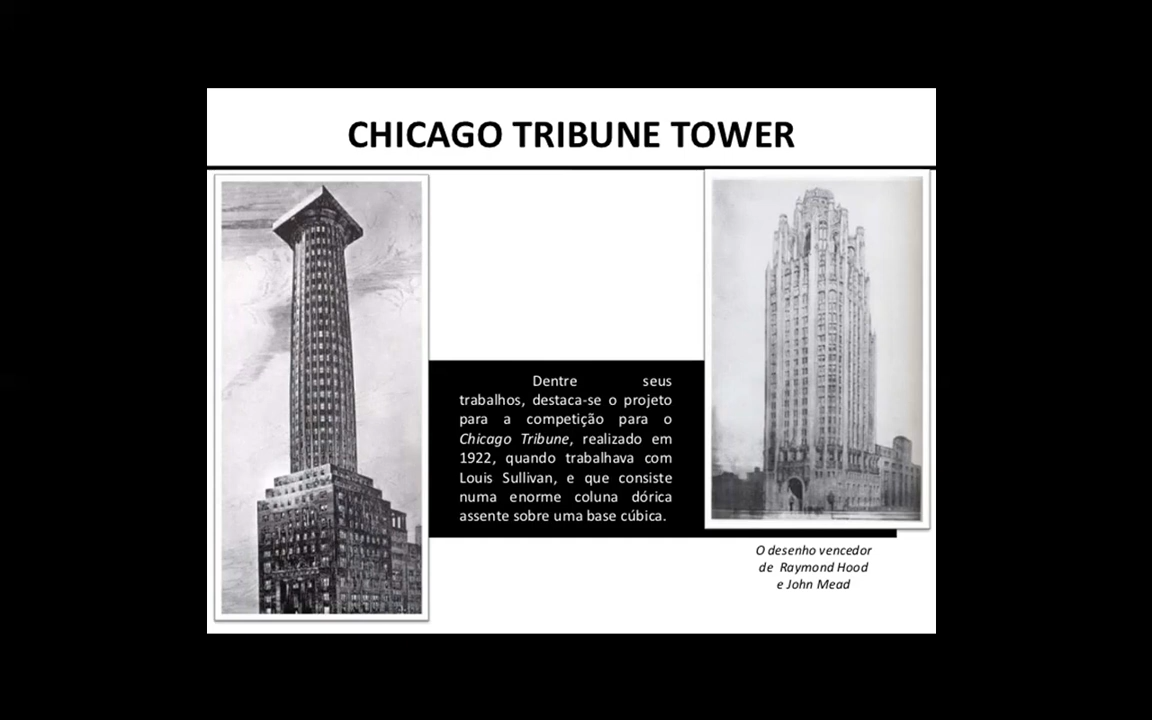 CHICAGO TRIBUNE TOWER
Dentre seus
trabalhos, destaca-se o projeto
para a competição para o
Chicago Tribune, realizado em
1922, quando trabalhava com
Louis Sullivan, e que consiste
numa enorme coluna dórica
assente sobre uma base cúbica.
O desenho vencedor
de Raymond Hood
e John Mead